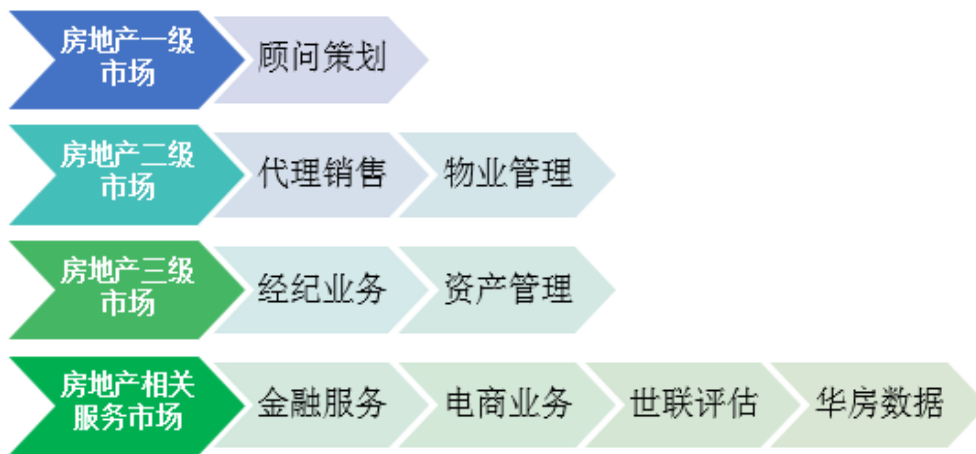 房地产一级
市场
顾问策划
房地产二级
市场
代理销售
物业管理
房地产三级
市场
经纪业务
资产管理
房地产相关
服务市场
金融服务
电商业务
世联评估
华房数据